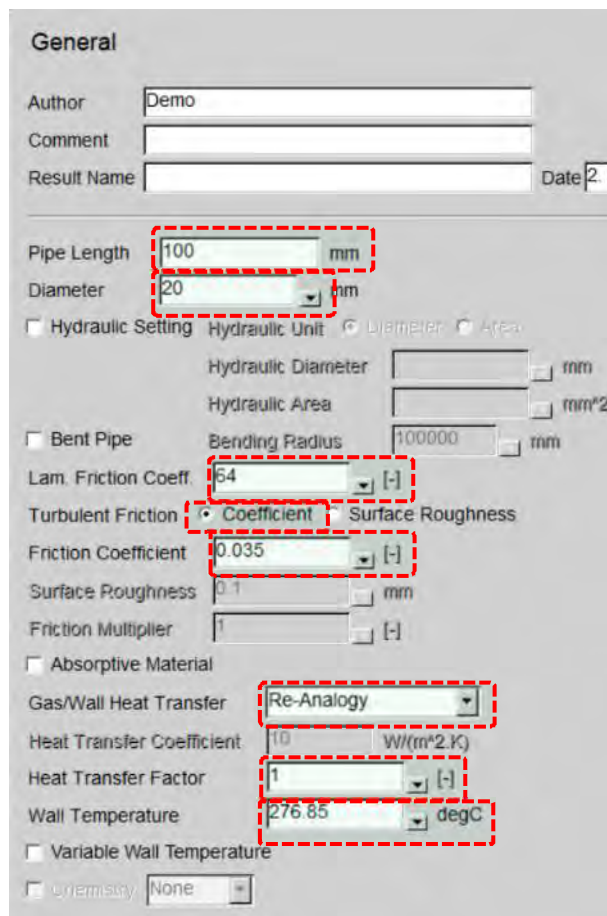 General
Author Demo
Comment
Result Name Date 2.
Pipe Length 100 mm
Diameter 20 mm
Hydraulic Setting Hydraulic Unit Diameter Area
Hydraulic Diameter mm
Hydraulic Area mm^2
Bent Pipe Bending Radius 100000 mm
Lam. Friction Coeff. 64 [-]
Turbulent Friction Coefficient Surface Roughness
Friction Coefficient 0.035 [-]
Surface Roughness 0.1 mm
Friction Multiplier 1 [-]
Absorptive Material
Gas/Wall Heat Transfer Re-Analogy
Heat Transfer Coefficient 10 W/(m^2.K)
Heat Transfer Factor 1 [-]
Wall Temperature 276.85 degC
Variable Wall Temperature
Chemistry None